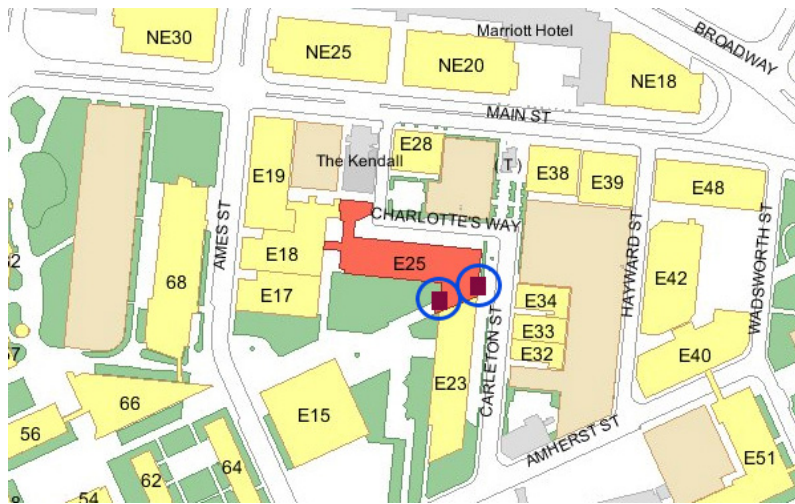 Marriott Hotel
BROADWAY
NE30
NE25
NE20
NE18
MAIN ST
E28
The Kendall
( T )
E19
E38
E39
E48
CHARLOTTE'S WAY
AMES ST
HAYWARD ST
WADSWORTH ST
E18
E25
68
E17
E42
E34
E33
E32
CARLETON ST
E40
E23
66
E15
56
AMHERST ST
64
E51
62
54